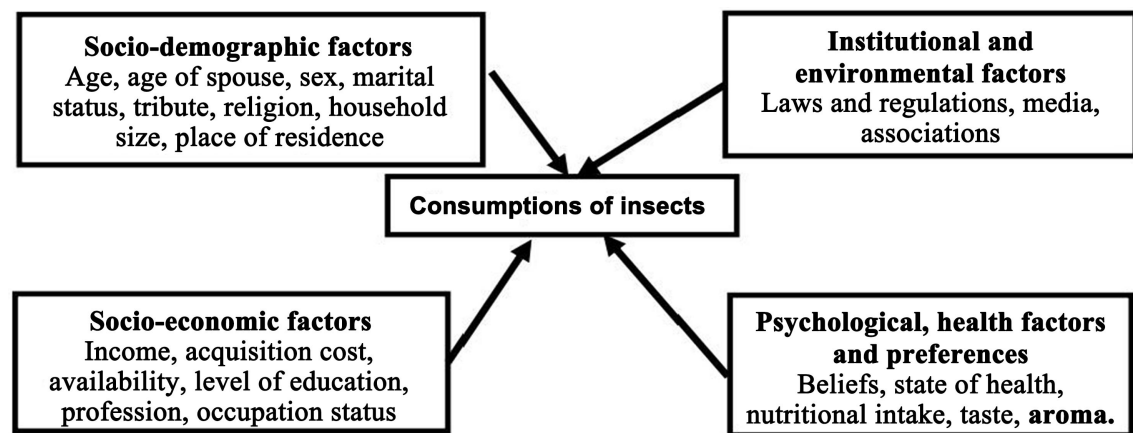 Socio-demographic factors
Age, age of spouse, sex, marital
status, tribute, religion, household
size, place of residence
Institutional and
environmental factors
Laws and regulations, media,
associations
Consumptions of insects
Socio-economic factors
Income, acquisition cost,
availability, level of education,
profession, occupation status
Psychological, health factors
and preferences
Beliefs, state of health,
nutritional intake, taste, aroma.